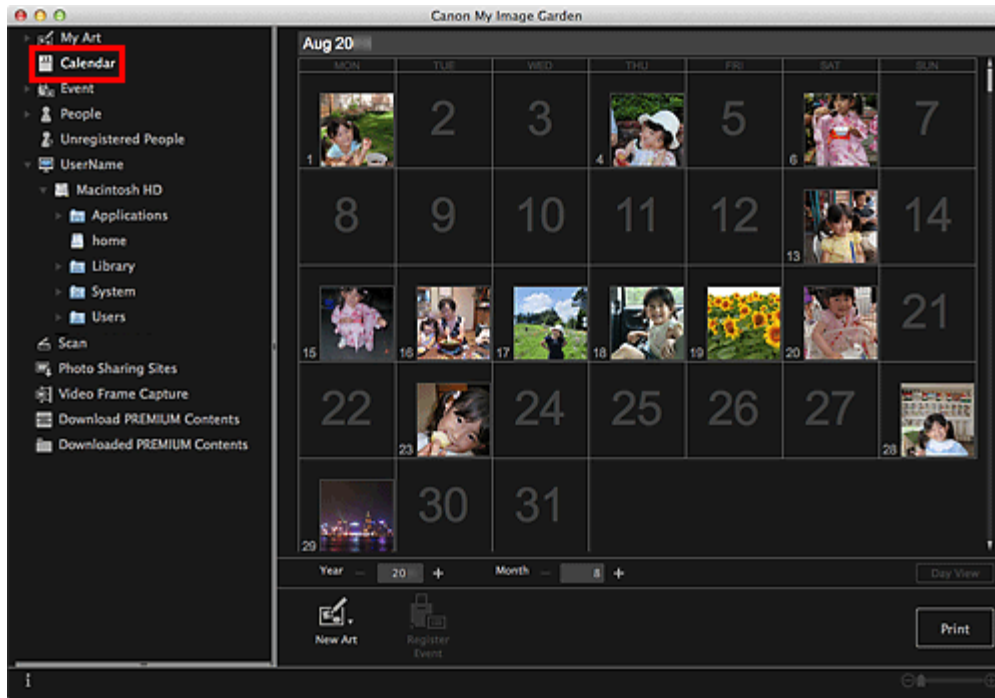 Canon My Image Garden
My Art
Calendar
Event
People
Unregistered People
UserName
Macintosh HD
Applications
home
Library
System
Users
Scan
Photo Sharing Sites
Video Frame Capture
Download PREMIUM Contents
Downloaded PREMIUM Contents
Aug 20
MON TUE WED THU FRI SAT SUN
1 2 3 4 5 6 7
8 9 10 11 12 13 14
15 16 17 18 19 20 21
22 23 24 25 26 27 28
29 30 31
Year − 20 + Month − 8 + Day View
New Art
Register
Event
Print
i